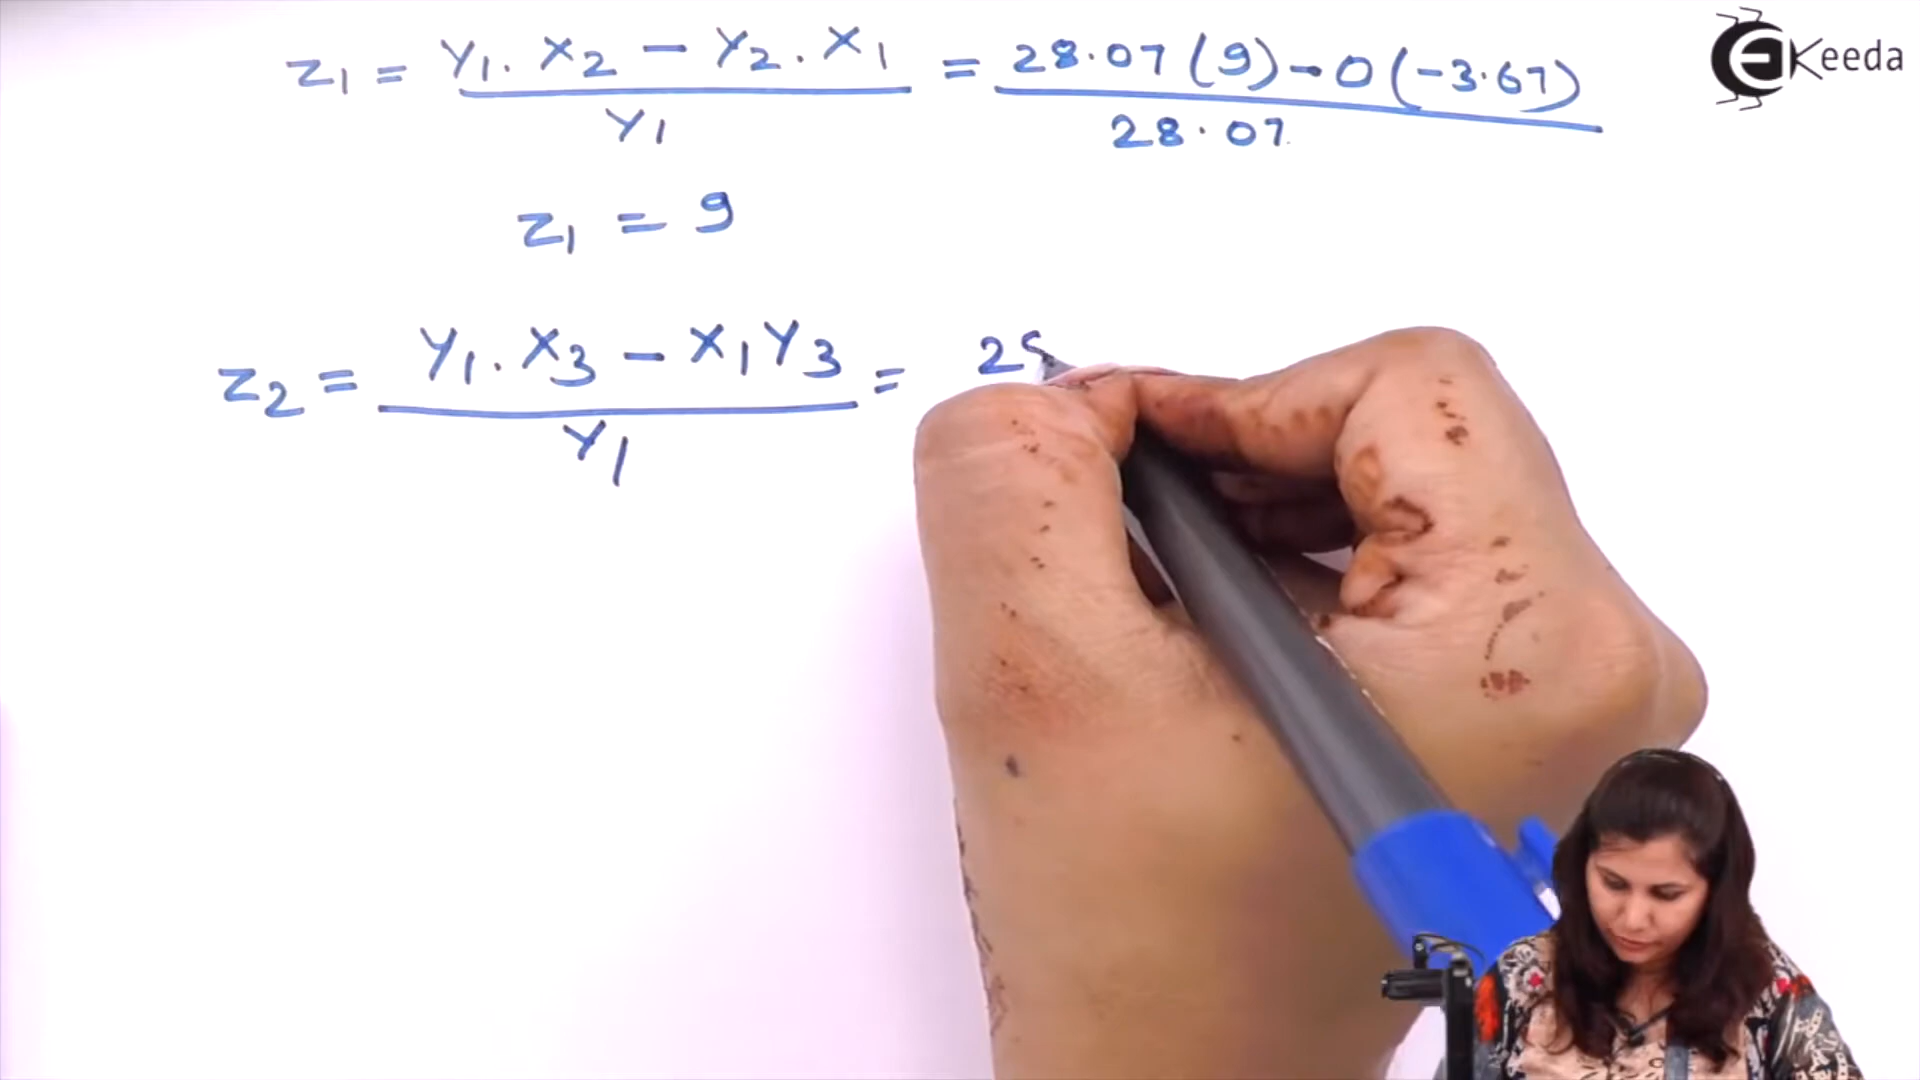 Keeda
z₁ = Y₁. X₂ - Y₂. X₁ / Y₁ = 28.07 (9) - 0 (-3.67) / 28.07
z₁ = 9
z₂ = Y₁. X₃ - X₁ Y₃ / Y₁ = 2